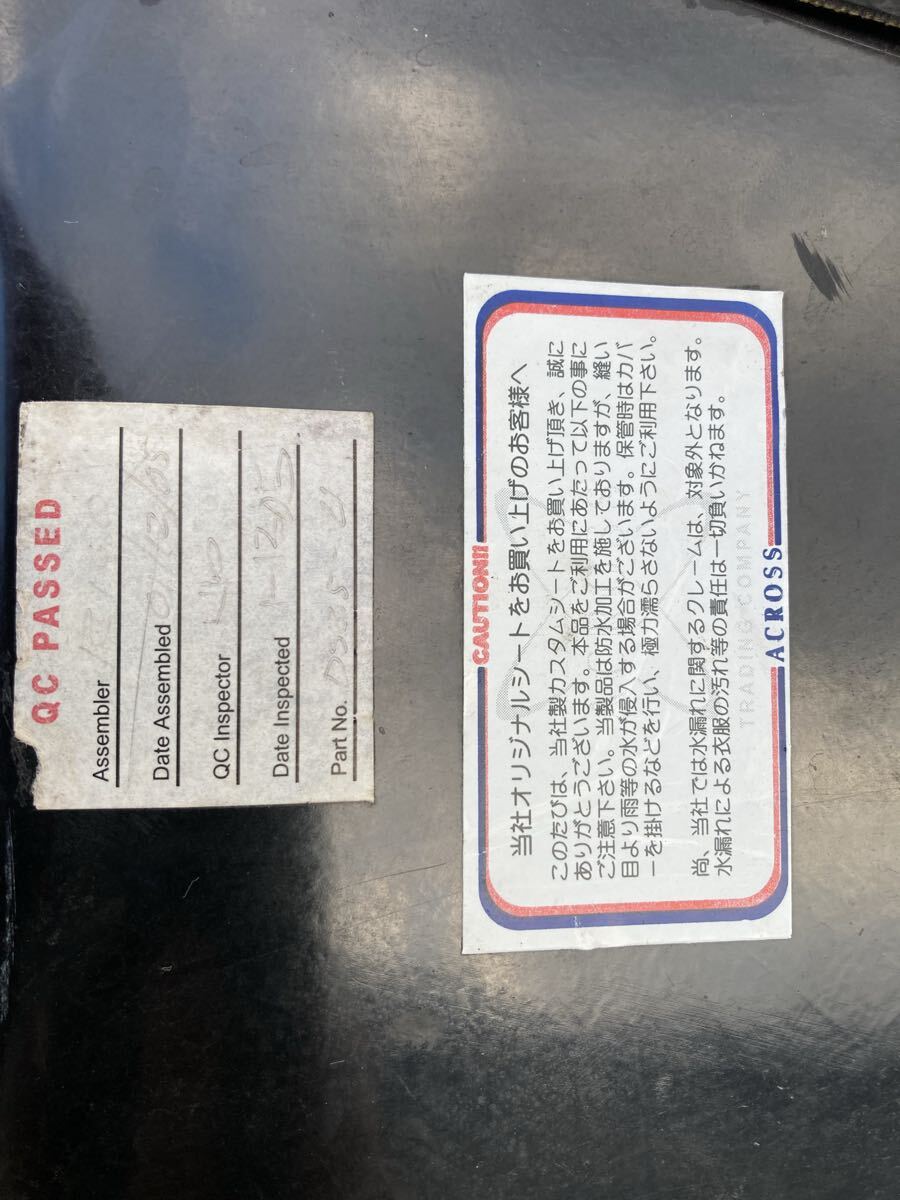 QC PASSED
Assembler
Date Assembled
QC Inspector
Date Inspected
Part No.
CAUTION!!
当社オリジナルシートをお買い上げのお客様へ
このたびは、当社製カスタムシートをお買い上げ頂き、誠に
ありがとうございます。本品をご利用にあたって以下の事に
ご注意下さい。当製品は防水加工を施しておりますが、縫い
目より雨等の水が侵入する場合がございます。保管時はカバ
ーを掛けるなどを行い、極力濡らさないようにご利用下さい。
尚、当社では水漏れに関するクレームは、対象外となります。
水漏れによる衣服の汚れ等の責任は一切負いかねます。
TRADING COMPANY
ACROSS